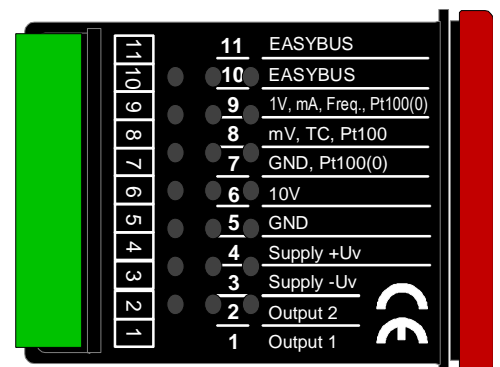 11 11 EASYBUS
10 10 EASYBUS
9 9 1V, mA, Freq., Pt100(0)
8 8 mV, TC, Pt100
7 7 GND, Pt100(0)
6 6 10V
5 5 GND
4 4 Supply +Uv
3 3 Supply -Uv
2 2 Output 2
1 1 Output 1
CE